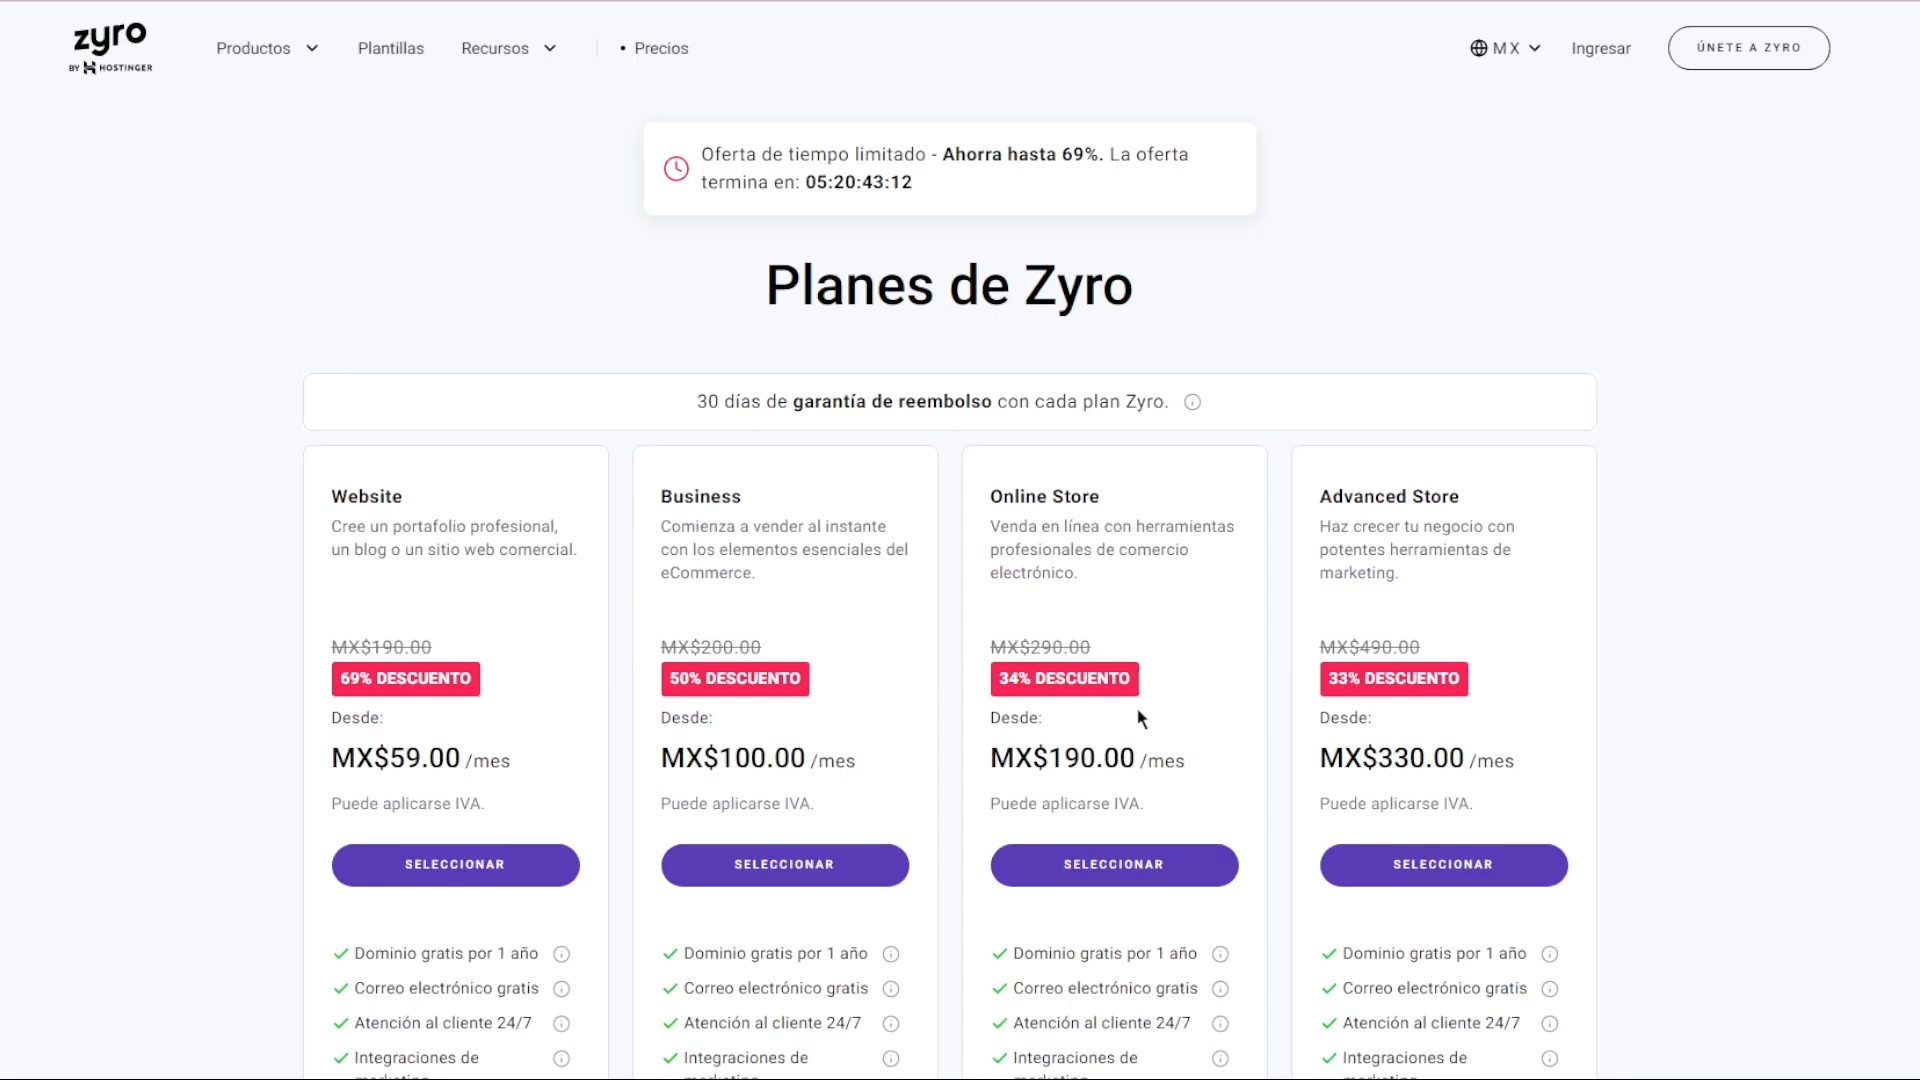 zyro
BY HOSTINGER
Productos
Plantillas
Recursos
• Precios
MX
Ingresar
ÚNETE A ZYRO
Oferta de tiempo limitado - Ahorra hasta 69%. La oferta
termina en: 05:20:43:12
Planes de Zyro
30 días de garantía de reembolso con cada plan Zyro.
Website
Cree un portafolio profesional,
un blog o un sitio web comercial.
MX$190.00
69% DESCUENTO
Desde:
MX$59.00 /mes
Puede aplicarse IVA.
SELECCIONAR
Dominio gratis por 1 año
Correo electrónico gratis
Atención al cliente 24/7
Integraciones de
marketing
Business
Comienza a vender al instante
con los elementos esenciales del
eCommerce.
MX$200.00
50% DESCUENTO
Desde:
MX$100.00 /mes
Puede aplicarse IVA.
SELECCIONAR
Dominio gratis por 1 año
Correo electrónico gratis
Atención al cliente 24/7
Integraciones de
marketing
Online Store
Venda en línea con herramientas
profesionales de comercio
electrónico.
MX$290.00
34% DESCUENTO
Desde:
MX$190.00 /mes
Puede aplicarse IVA.
SELECCIONAR
Dominio gratis por 1 año
Correo electrónico gratis
Atención al cliente 24/7
Integraciones de
marketing
Advanced Store
Haz crecer tu negocio con
potentes herramientas de
marketing.
MX$490.00
33% DESCUENTO
Desde:
MX$330.00 /mes
Puede aplicarse IVA.
SELECCIONAR
Dominio gratis por 1 año
Correo electrónico gratis
Atención al cliente 24/7
Integraciones de
marketing